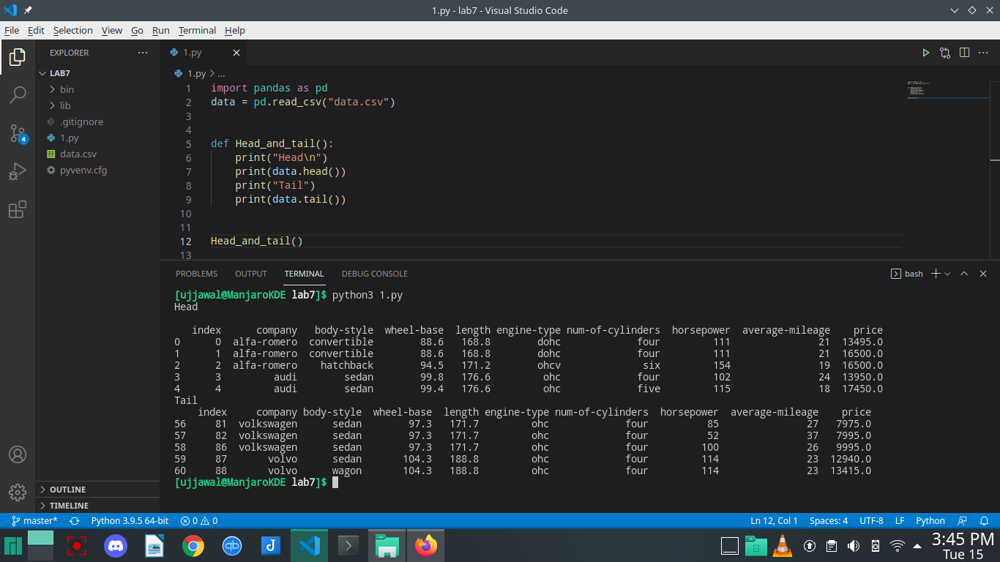 1.py - lab7 - Visual Studio Code
File Edit Selection View Go Run Terminal Help
EXPLORER
LAB7
bin
lib
.gitignore
1.py
data.csv
pyvenv.cfg
OUTLINE
TIMELINE
4
1.py
1.py > ...
1 import pandas as pd
2 data = pd.read_csv("data.csv")
3
4
5 def Head_and_tail():
6     print("Head\n")
7     print(data.head())
8     print("Tail")
9     print(data.tail())
10
11
12 Head_and_tail()
13
PROBLEMS OUTPUT TERMINAL DEBUG CONSOLE bash
[ujjawal@ManjaroKDE lab7]$ python3 1.py
Head
index company body-style wheel-base length engine-type num-of-cylinders horsepower average-mileage price
0 0 alfa-romero convertible 88.6 168.8 dohc four 111 21 13495.0
1 1 alfa-romero convertible 88.6 168.8 dohc four 111 21 16500.0
2 2 alfa-romero hatchback 94.5 171.2 ohcv six 154 19 16500.0
3 3 audi sedan 99.8 176.6 ohc four 102 24 13950.0
4 4 audi sedan 99.4 176.6 ohc five 115 18 17450.0
Tail
index company body-style wheel-base length engine-type num-of-cylinders horsepower average-mileage price
56 81 volkswagen sedan 97.3 171.7 ohc four 85 27 7975.0
57 82 volkswagen sedan 97.3 171.7 ohc four 52 37 7995.0
58 86 volkswagen sedan 97.3 171.7 ohc four 100 26 9995.0
59 87 volvo sedan 104.3 188.8 ohc four 114 23 12940.0
60 88 volvo wagon 104.3 188.8 ohc four 114 23 13415.0
[ujjawal@ManjaroKDE lab7]$
master* Python 3.9.5 64-bit 0 0 Ln 12, Col 1 Spaces: 4 UTF-8 LF Python
3:45 PM
Tue 15